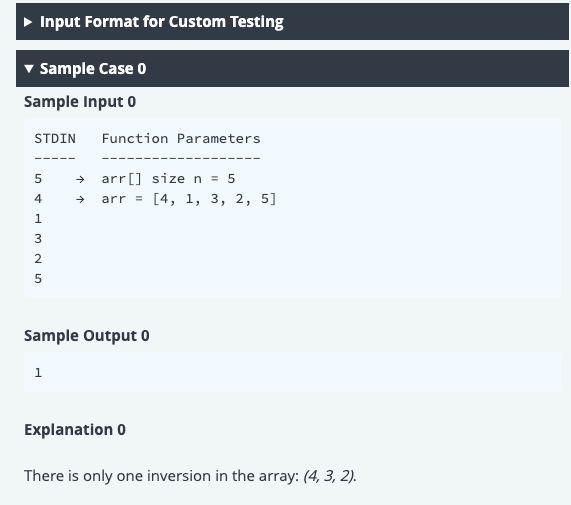 ▶ Input Format for Custom Testing
▼ Sample Case 0
Sample Input 0
STDIN   Function Parameters
-----   -------------------
5    →  arr[] size n = 5
4    →  arr = [4, 1, 3, 2, 5]
1
3
2
5
Sample Output 0
1
Explanation 0
There is only one inversion in the array: (4, 3, 2).